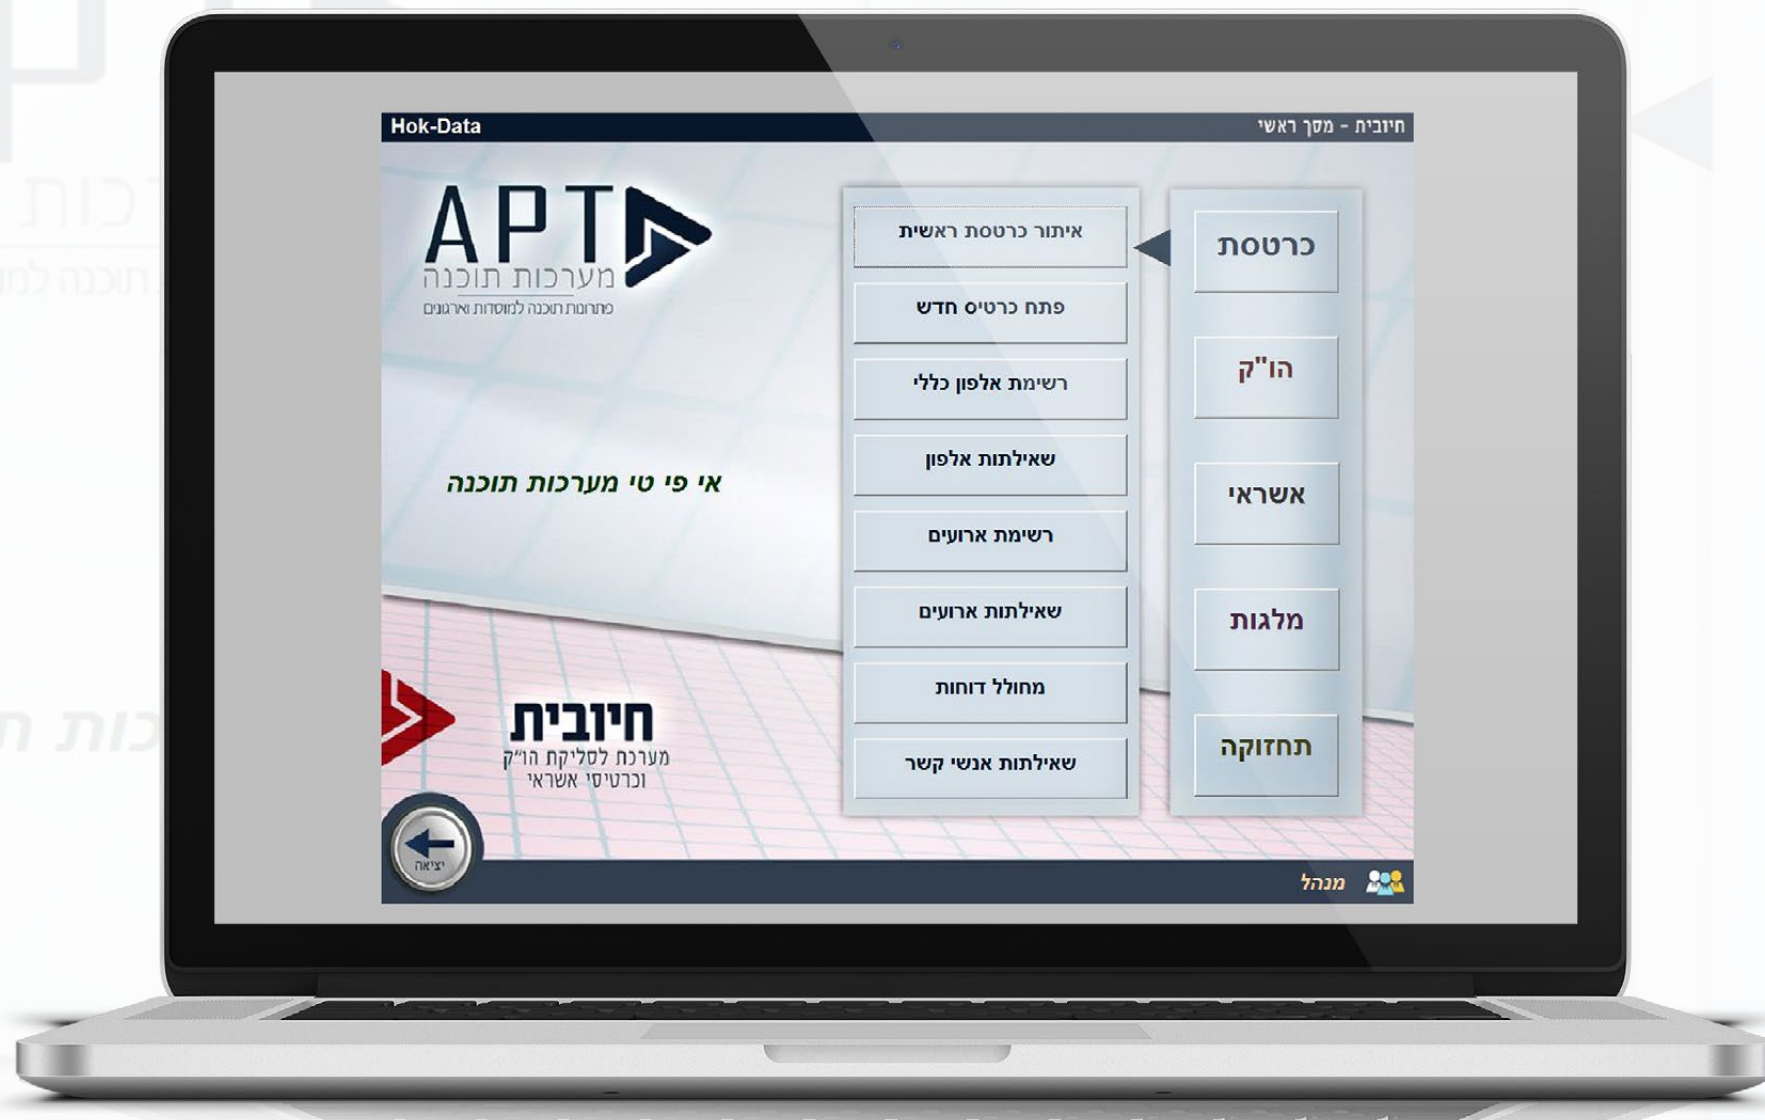 חיובית - מסך ראשי
Hok-Data
APT
מערכות תוכנה
פתרונות תוכנה למוסדות וארגונים
אי פי טי מערכות תוכנה
כרטסת
הו"ק
אשראי
מלגות
תחזוקה
איתור כרטסת ראשית
פתח כרטיס חדש
רשימת אלפון כללי
שאילתות אלפון
רשימת ארועים
שאילתות ארועים
מחולל דוחות
שאילתות אנשי קשר
חיובית
מערכת לסליקת הו"ק
וכרטיסי אשראי
יציאה
מנהל